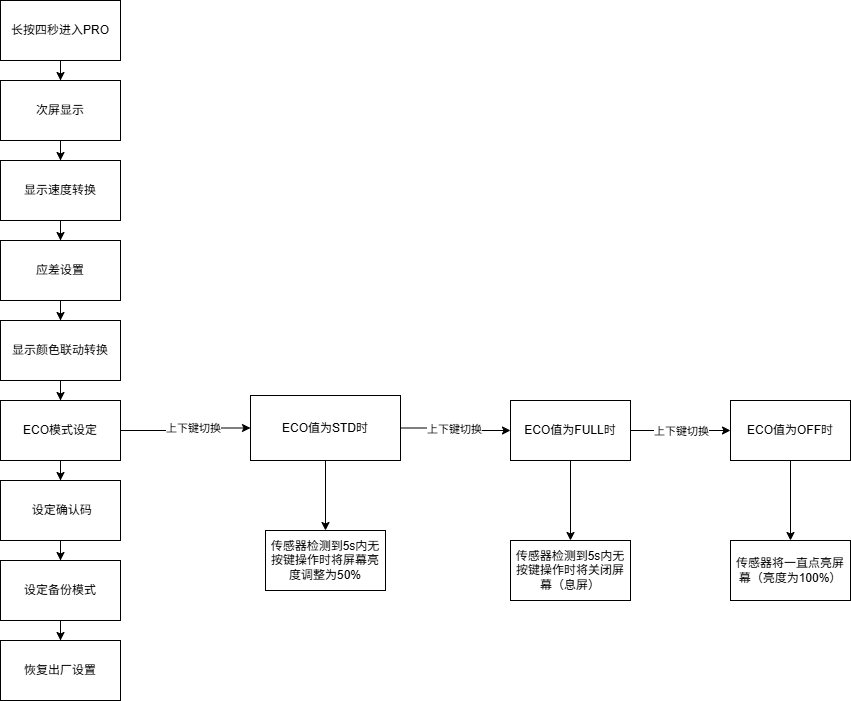 长按四秒进入PRO
次屏显示
显示速度转换
应差设置
显示颜色联动转换
ECO模式设定
上下键切换
ECO值为STD时
上下键切换
ECO值为FULL时
上下键切换
ECO值为OFF时
设定确认码
传感器检测到5s内无
按键操作时将屏幕亮
度调整为50%
传感器检测到5s内无
按键操作时将关闭屏
幕（息屏）
传感器将一直点亮屏
幕（亮度为100%）
设定备份模式
恢复出厂设置